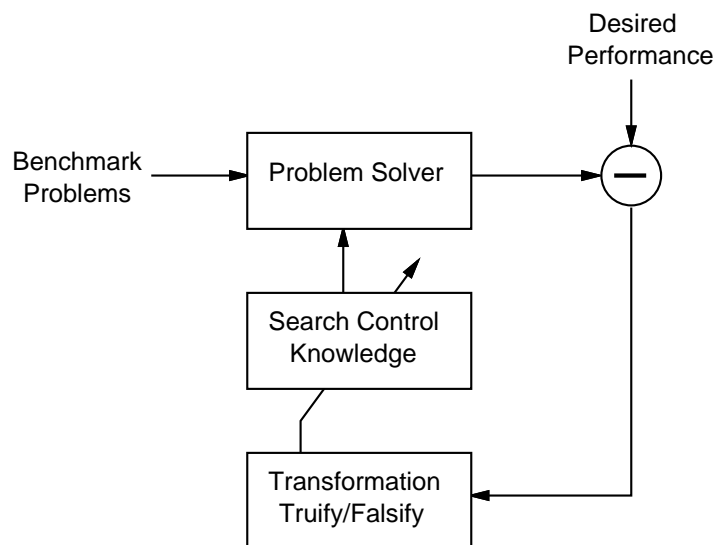 Desired
Performance
Benchmark
Problems
Problem Solver
Search Control
Knowledge
Transformation
Truify/Falsify